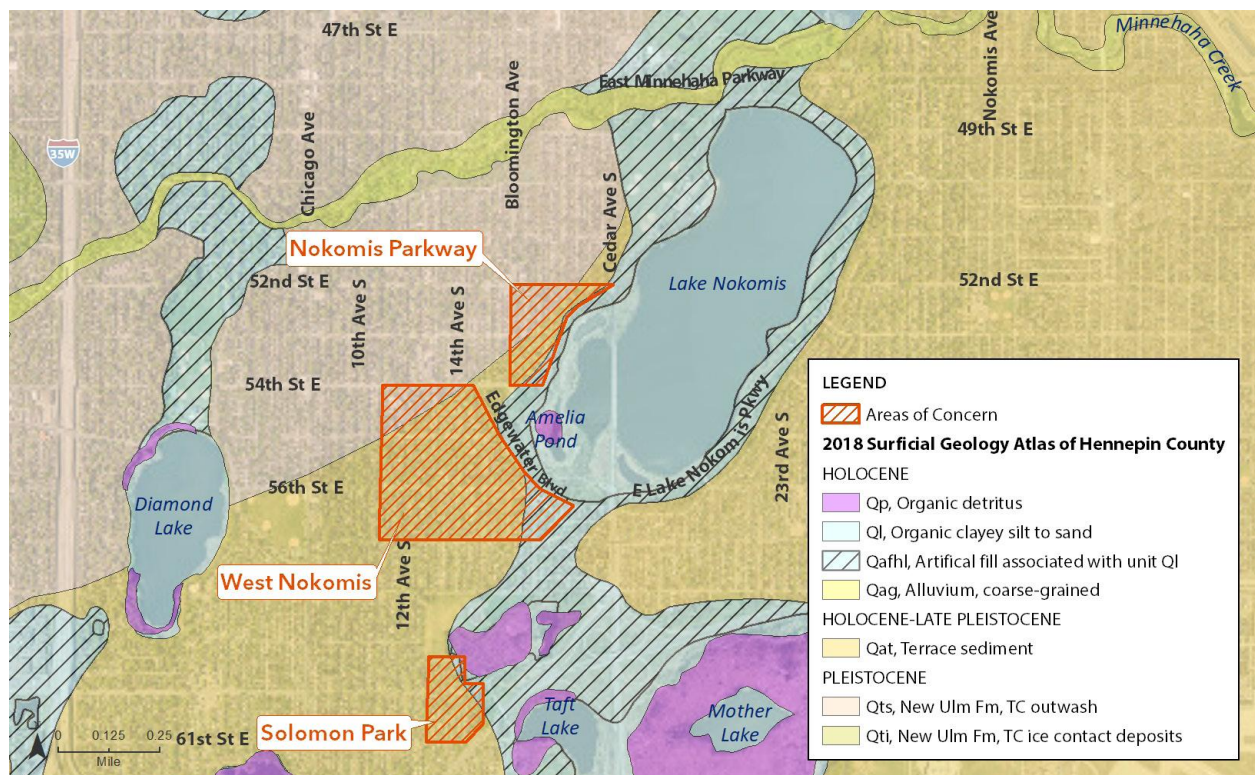 47th St E
Minnehaha Creek
Nokomis Ave
East Minnehaha Parkway
Bloomington Ave
Chicago Ave
49th St E
35W
Cedar Ave S
Nokomis Parkway
52nd St E
Lake Nokomis
52nd St E
10th Ave S
14th Ave S
54th St E
Edgewater Blvd
Amelia
Pond
E Lake Nokomis Pkwy
23rd Ave S
56th St E
Diamond
Lake
West Nokomis
12th Ave S
Solomon Park
Taft
Lake
Mother
Lake
61st St E
0 0.125 0.25
Mile
LEGEND
Areas of Concern
2018 Surficial Geology Atlas of Hennepin County
HOLOCENE
Qp, Organic detritus
Ql, Organic clayey silt to sand
Qafhl, Artifical fill associated with unit Ql
Qag, Alluvium, coarse-grained
HOLOCENE-LATE PLEISTOCENE
Qat, Terrace sediment
PLEISTOCENE
Qts, New Ulm Fm, TC outwash
Qti, New Ulm Fm, TC ice contact deposits